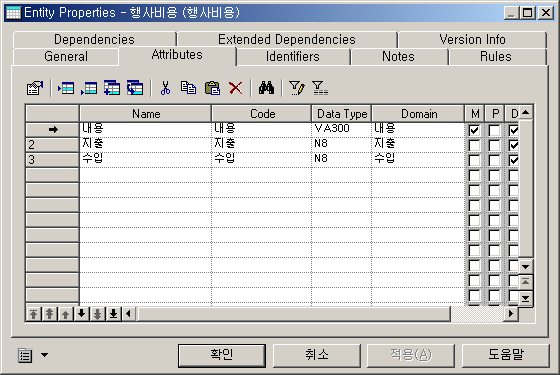 Entity Properties - 행사비용 (행사비용)
Dependencies Extended Dependencies Version Info
General Attributes Identifiers Notes Rules
Name Code Data Type Domain M P D
내용 내용 VA300 내용
2 지출 지출 N8 지출
3 수입 수입 N8 수입
확인 취소 적용(A) 도움말